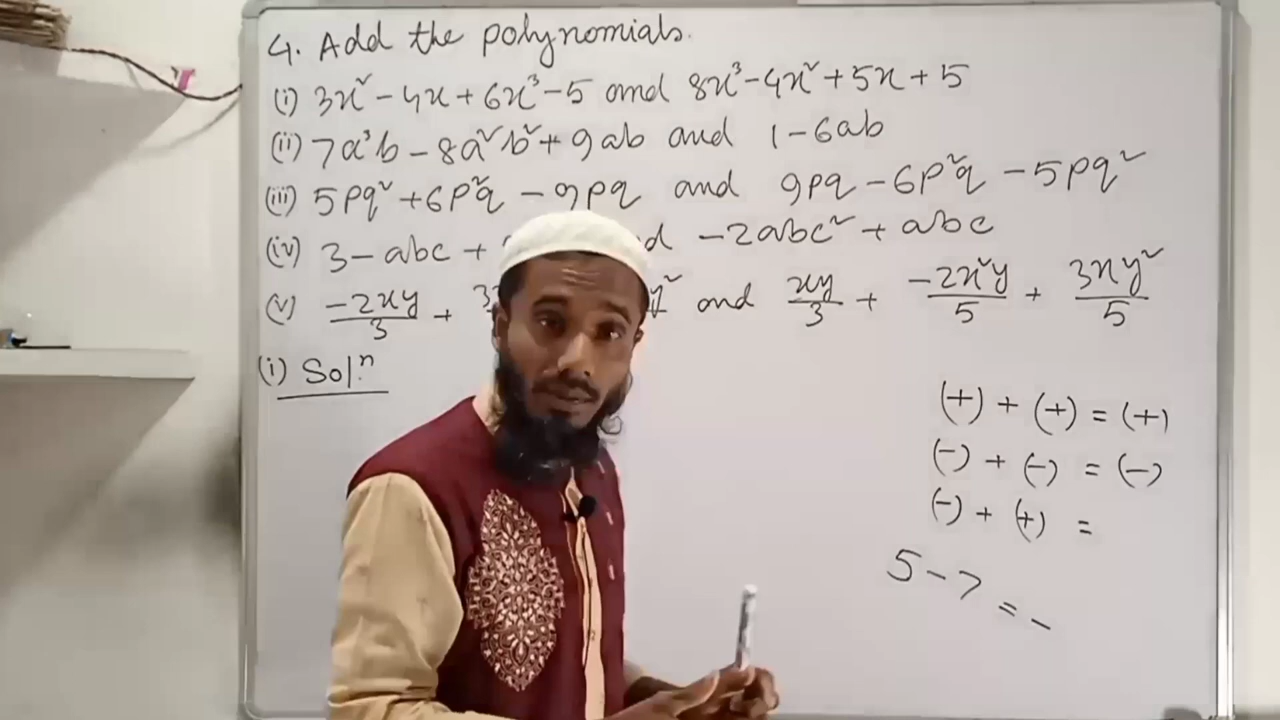 4. Add the polynomials.
(i) 3x² - 4x + 6x³ - 5 and 8x³ - 4x² + 5x + 5
(ii) 7a³b - 8a²b² + 9ab and 1 - 6ab
(iii) 5pq² + 6p²q - 9pq and 9pq - 6p²q - 5pq²
(iv) 3 - abc + - 2abc² + abc
(v) -2xy/3 + and xy/3 + -2x²y/5 + 3xy²/5
(i) Solⁿ.
(+) + (+) = (+)
(-) + (-) = (-)
(-) + (+) =
5 - 7 = -